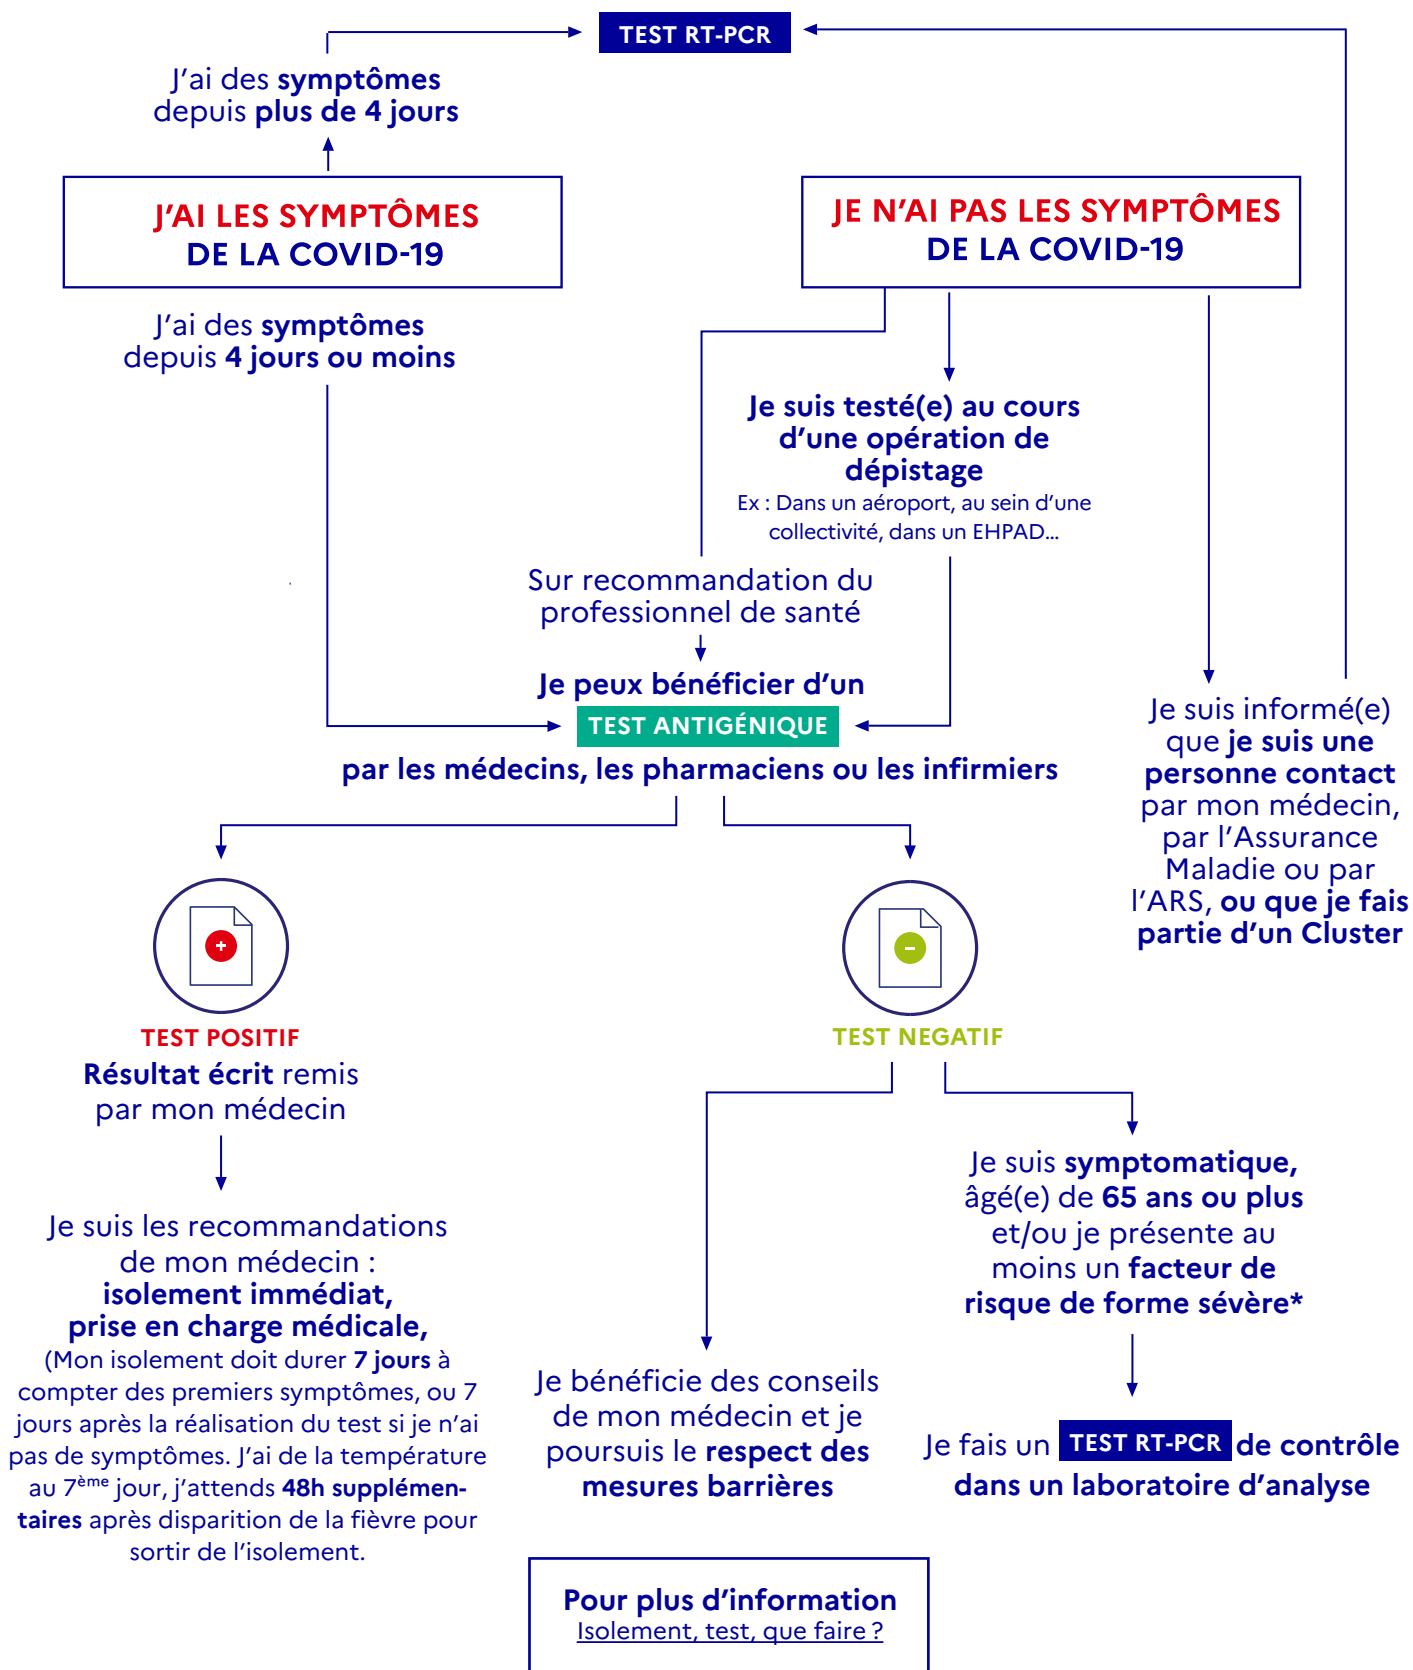 TEST RT-PCR
J'ai des symptômes
depuis plus de 4 jours
J'AI LES SYMPTÔMES
DE LA COVID-19
JE N'AI PAS LES SYMPTÔMES
DE LA COVID-19
J'ai des symptômes
depuis 4 jours ou moins
Je suis testé(e) au cours
d'une opération de
dépistage
Ex : Dans un aéroport, au sein d'une
collectivité, dans un EHPAD...
Sur recommandation du
professionnel de santé
Je peux bénéficier d'un
TEST ANTIGÉNIQUE
par les médecins, les pharmaciens ou les infirmiers
Je suis informé(e)
que je suis une
personne contact
par mon médecin,
par l'Assurance
Maladie ou par
l'ARS, ou que je fais
partie d'un Cluster
+
TEST POSITIF
Résultat écrit remis
par mon médecin
Je suis les recommandations
de mon médecin :
isolement immédiat,
prise en charge médicale,
(Mon isolement doit durer 7 jours à
compter des premiers symptômes, ou 7
jours après la réalisation du test si je n'ai
pas de symptômes. J'ai de la température
au 7ème jour, j'attends 48h supplémen-
taires après disparition de la fièvre pour
sortir de l'isolement.
-
TEST NEGATIF
Je bénéficie des conseils
de mon médecin et je
poursuis le respect des
mesures barrières
Je suis symptomatique,
âgé(e) de 65 ans ou plus
et/ou je présente au
moins un facteur de
risque de forme sévère*
Je fais un TEST RT-PCR de contrôle
dans un laboratoire d'analyse
Pour plus d'information
Isolement, test, que faire ?